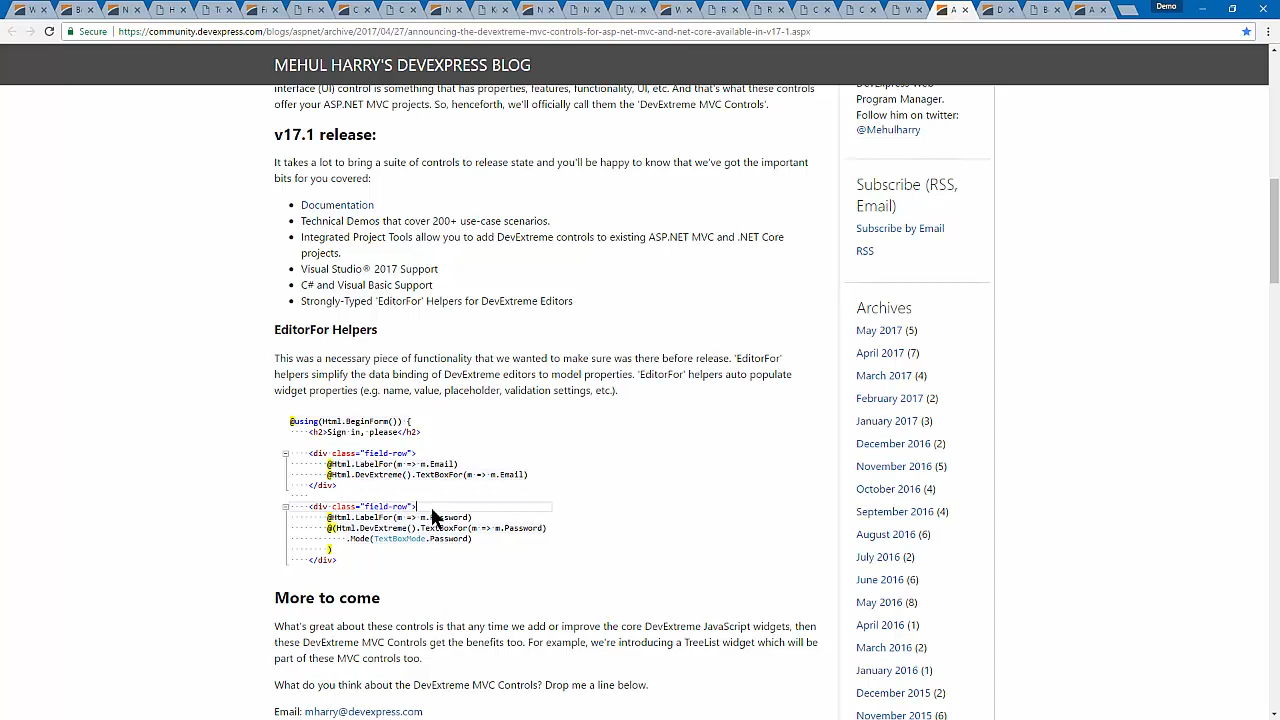 Demo
Secure
https://community.devexpress.com/blogs/aspnet/archive/2017/04/27/announcing-the-devextreme-mvc-controls-for-asp-net-mvc-and-net-core-available-in-v17-1.aspx
MEHUL HARRY'S DEVEXPRESS BLOG
interface (UI) control is something that has properties, features, functionality, UI, etc. And that's what these controls
offer your ASP.NET MVC projects. So, henceforth, we'll officially call them the 'DevExtreme MVC Controls'.
v17.1 release:
It takes a lot to bring a suite of controls to release state and you'll be happy to know that we've got the important
bits for you covered:
• Documentation
• Technical Demos that cover 200+ use-case scenarios.
• Integrated Project Tools allow you to add DevExtreme controls to existing ASP.NET MVC and .NET Core
projects.
• Visual Studio® 2017 Support
• C# and Visual Basic Support
• Strongly-Typed 'EditorFor' Helpers for DevExtreme Editors
EditorFor Helpers
This was a necessary piece of functionality that we wanted to make sure was there before release. 'EditorFor'
helpers simplify the data binding of DevExtreme editors to model properties. 'EditorFor' helpers auto populate
widget properties (e.g. name, value, placeholder, validation settings, etc.).
@using(Html.BeginForm()) {
<h2>Sign in, please</h2>
<div class="field-row">
@Html.LabelFor(m => m.Email)
@Html.DevExtreme().TextBoxFor(m => m.Email)
</div>
<div class="field-row">
@Html.LabelFor(m => m.Password)
@(Html.DevExtreme().TextBoxFor(m => m.Password)
.Mode(TextBoxMode.Password)
)
</div>
More to come
What's great about these controls is that any time we add or improve the core DevExtreme JavaScript widgets, then
these DevExtreme MVC Controls get the benefits too. For example, we're introducing a TreeList widget which will be
part of these MVC controls too.
What do you think about the DevExtreme MVC Controls? Drop me a line below.
Email: mharry@devexpress.com
Program Manager.
Follow him on twitter:
@Mehulharry
Subscribe (RSS,
Email)
Subscribe by Email
RSS
Archives
May 2017 (5)
April 2017 (7)
March 2017 (4)
February 2017 (2)
January 2017 (3)
December 2016 (2)
November 2016 (5)
October 2016 (4)
September 2016 (4)
August 2016 (6)
July 2016 (2)
June 2016 (6)
May 2016 (8)
April 2016 (1)
March 2016 (2)
January 2016 (1)
December 2015 (2)
November 2015 (6)